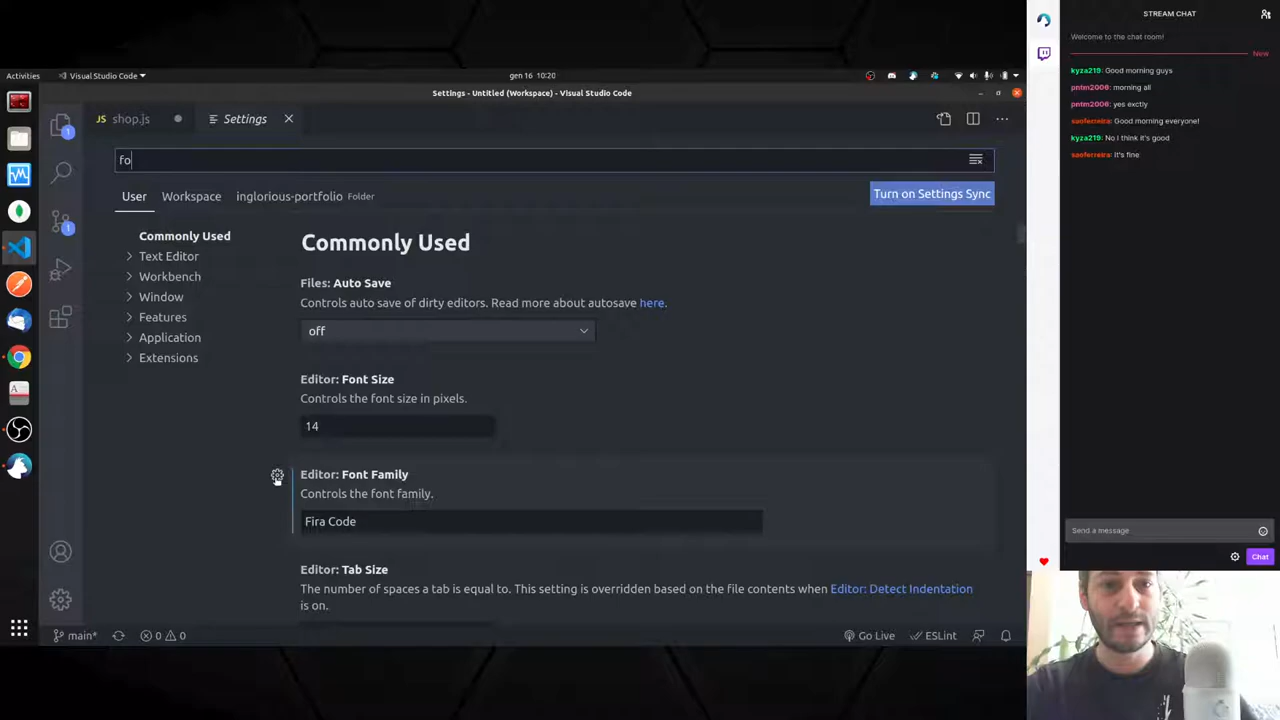 Activities
Visual Studio Code
gen 16 10:20
Settings - Untitled (Workspace) - Visual Studio Code
JS shop.js
Settings
1
fo
User
Workspace
inglorious-portfolio Folder
Turn on Settings Sync
1
Commonly Used
Text Editor
Workbench
Window
Features
Application
Extensions
Commonly Used
Files: Auto Save
Controls auto save of dirty editors. Read more about autosave here.
off
Editor: Font Size
Controls the font size in pixels.
14
Editor: Font Family
Controls the font family.
Fira Code
Editor: Tab Size
The number of spaces a tab is equal to. This setting is overridden based on the file contents when Editor: Detect Indentation
is on.
main*
0 0
Go Live
ESLint
STREAM CHAT
Welcome to the chat room!
New
kyza219: Good morning guys
pntm2006: morning all
pntm2006: yes exctly
saoferreira: Good morning everyone!
kyza219: No I think it's good
saoferreira: It's fine
Send a message
Chat